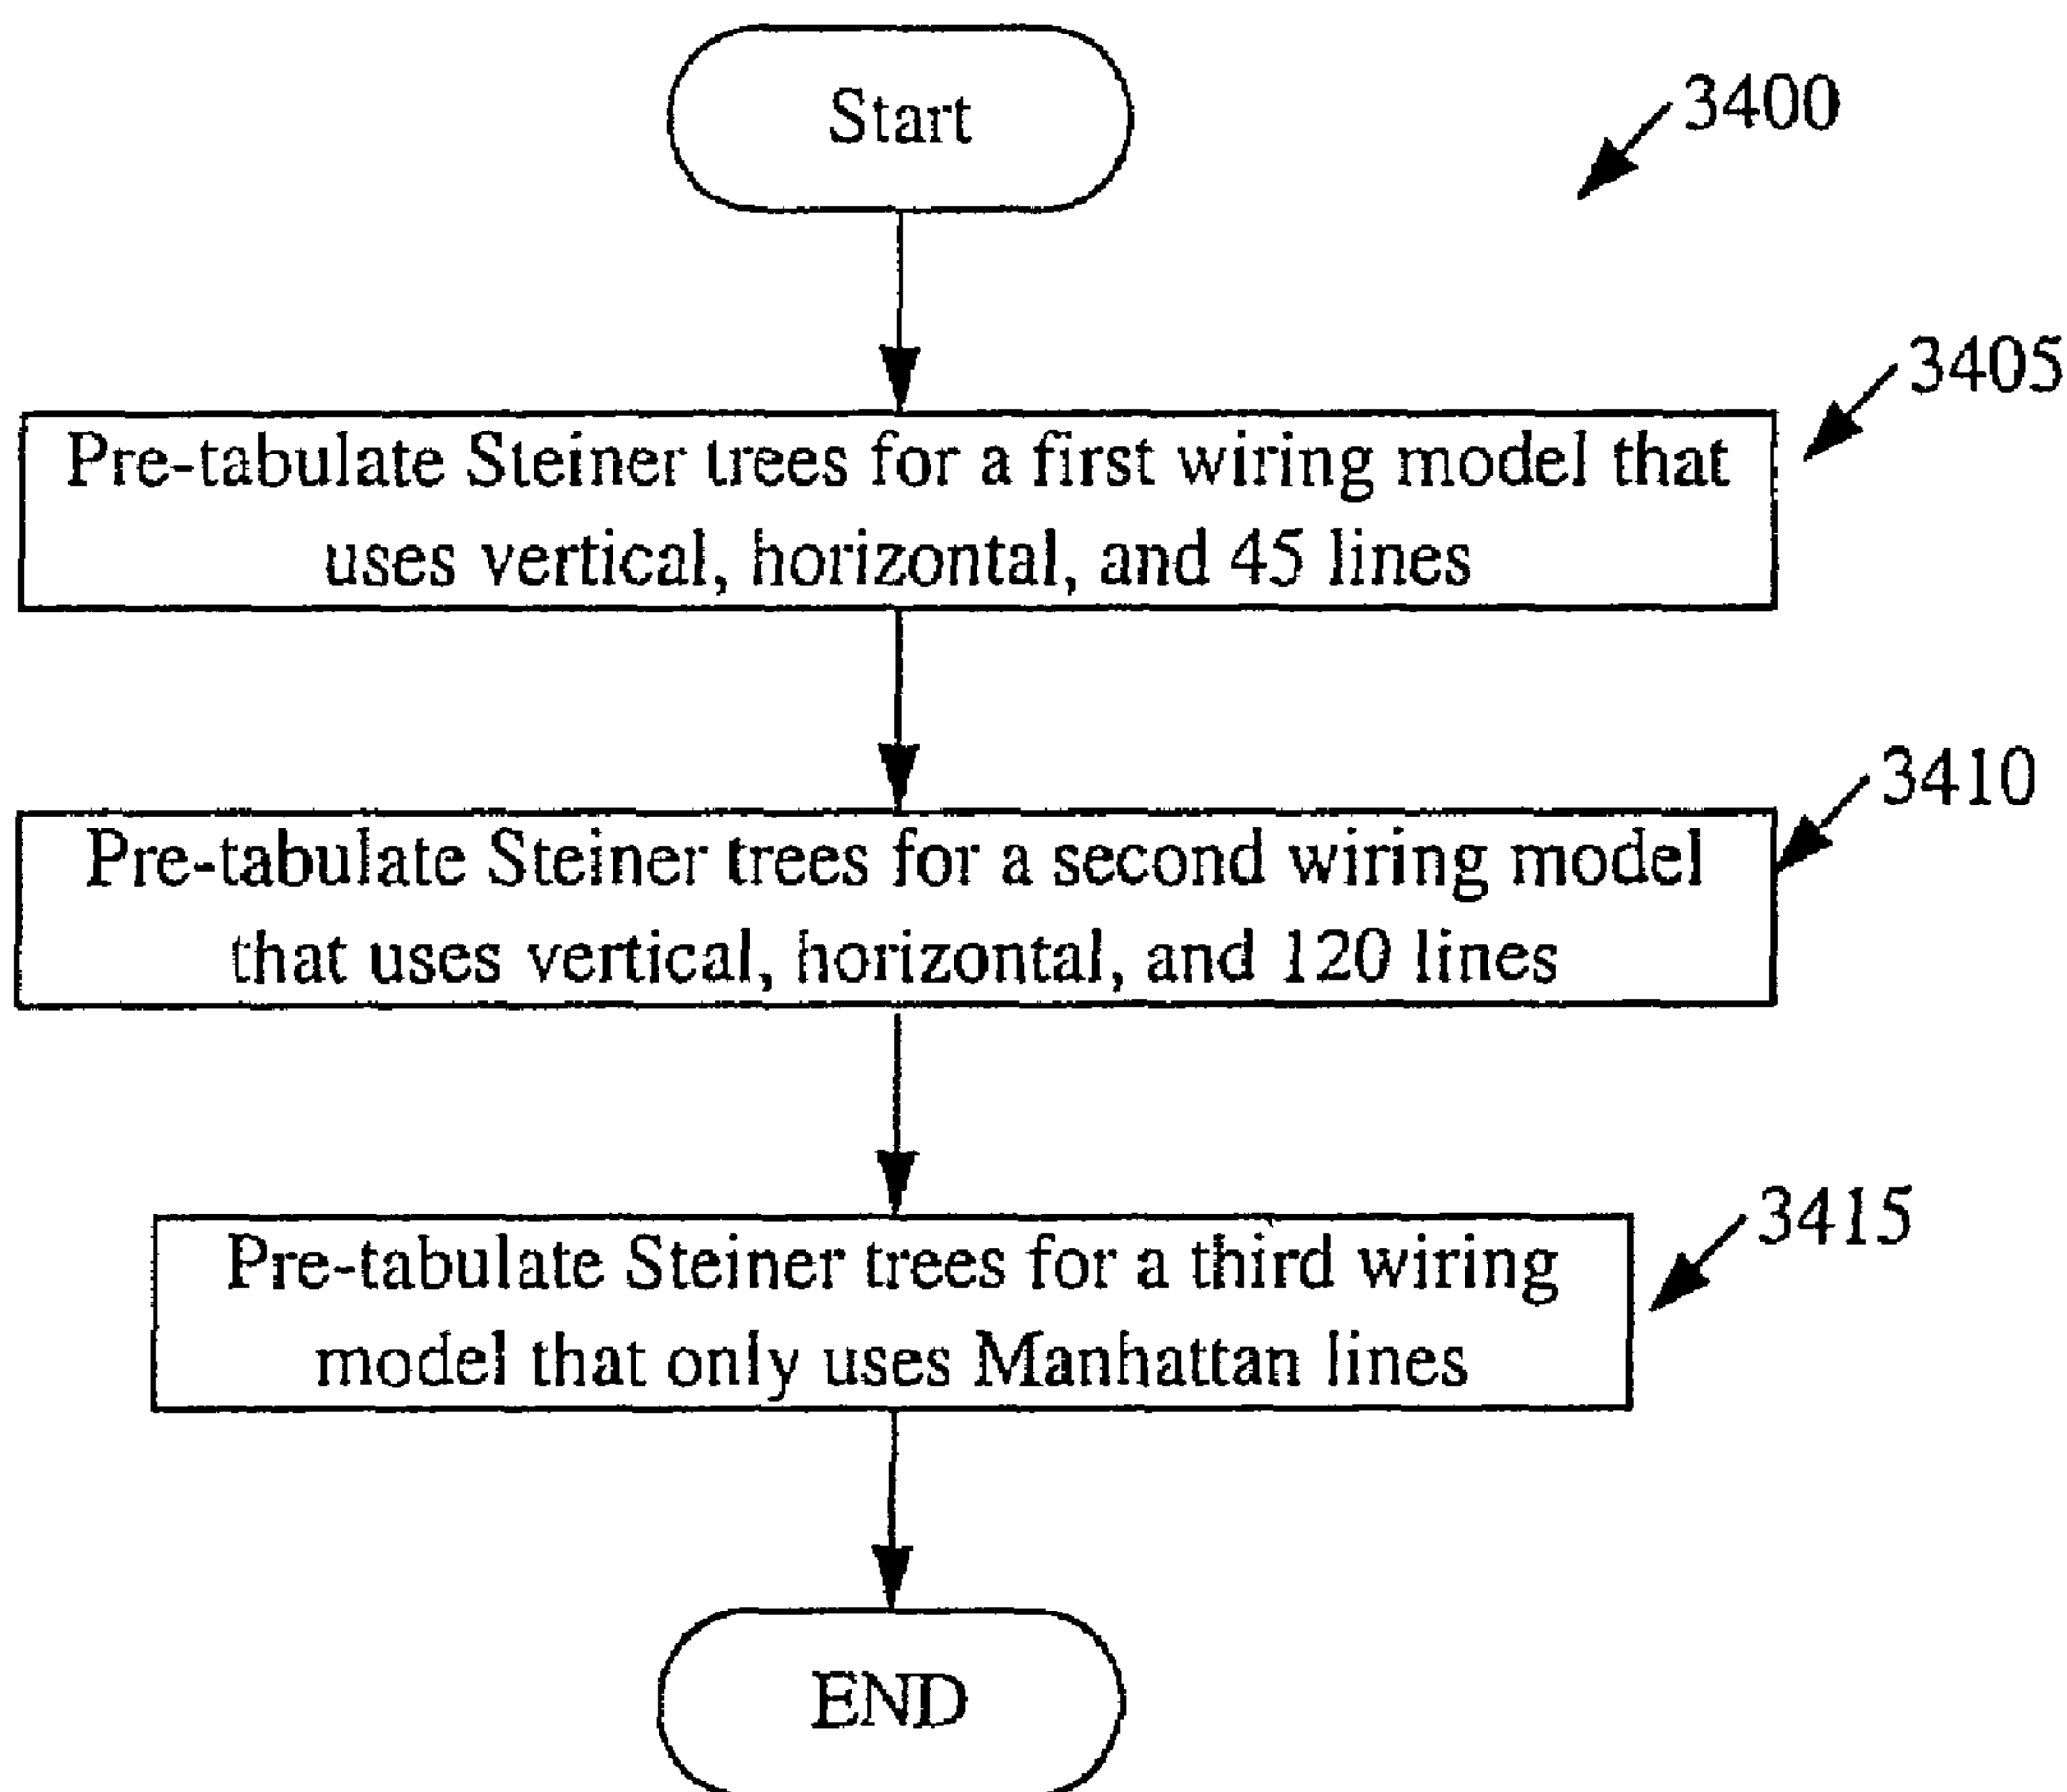 Start
3400
3405
Pre-tabulate Steiner trees for a first wiring model that
uses vertical, horizontal, and 45 lines
3410
Pre-tabulate Steiner trees for a second wiring model
that uses vertical, horizontal, and 120 lines
3415
Pre-tabulate Steiner trees for a third wiring
model that only uses Manhattan lines
END